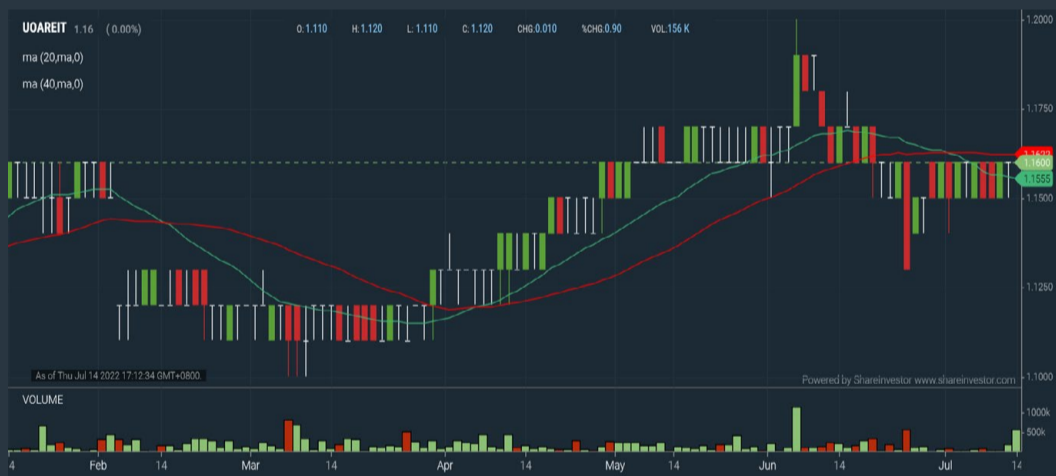 UOAREIT 1.16 (0.00%) O:1.110 H:1.120 L:1.110 C:1.120 CHG:0.010 %CHG:0.90 VOL:156 K
ma (20,ma,0)
ma (40,ma,0)
1.2000
1.1750
1.1622
1.1600
1.1555
1.1500
1.1250
1.1000
As of Thu Jul 14 2022 17:12:34 GMT+0800.
Powered by ShareInvestor www.shareinvestor.com
VOLUME
1000k
500k
4 Feb 14 Mar 14 Apr 14 May 14 Jun 14 Jul 14